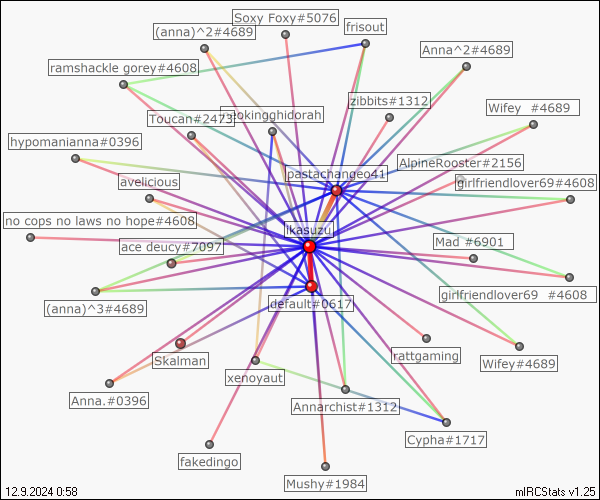 Soxy Foxy#5076
(anna)^2#4689
frisout
Anna^2#4689
ramshackle gorey#4608
zibbits#1312
Wifey  #4689
Toucan#2473
okingghidorah
hypomanianna#0396
AlpineRooster#2156
pastachangeo41
avelicious
girlfriendlover69#4608
no cops no laws no hope#4608
Ikasuzu
ace deucy#7097
Mad #6901
(anna)^3#4689
default#0617
girlfriendlover69  #4608
Skalman
rattgaming
Wifey#4689
xenoyaut
Anna.#0396
Annarchist#1312
Cypha#1717
fakedingo
Mushy#1984
12.9.2024 0:58
mIRCStats v1.25